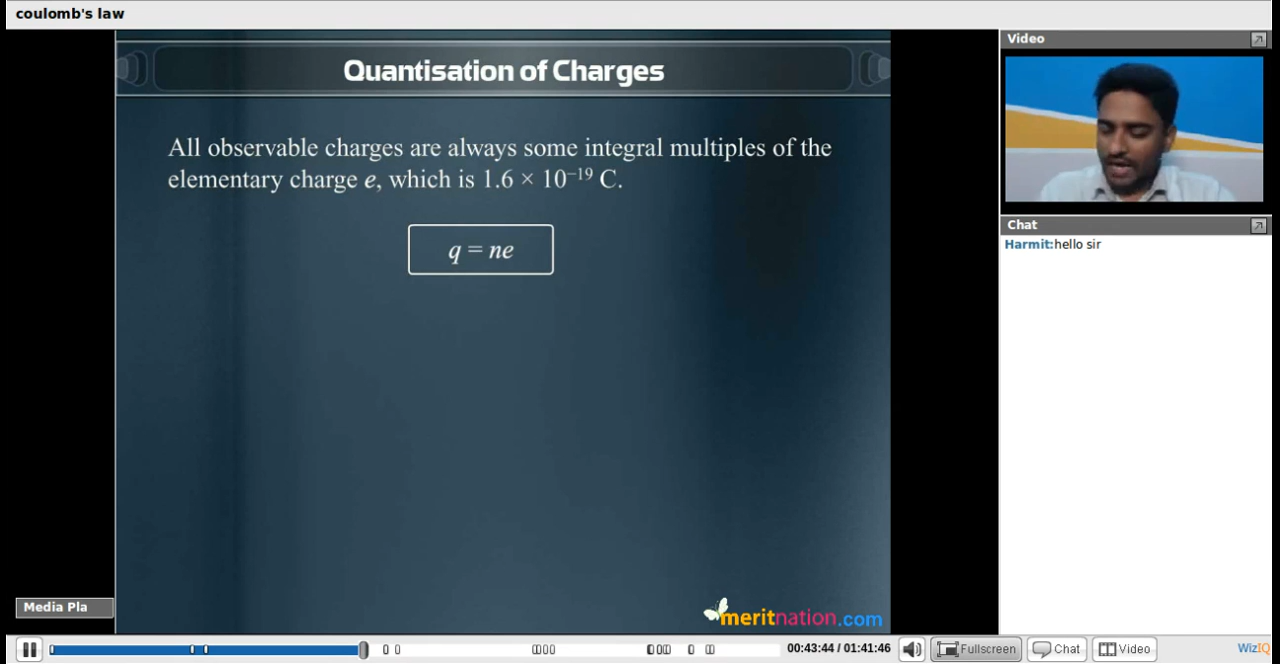 coulomb's law
Quantisation of Charges
All observable charges are always some integral multiples of the
elementary charge e, which is 1.6 × 10⁻¹⁹ C.
q = ne
meritnation.com
Media Pla
Video
Chat
Harmit:hello sir
00:43:44 / 01:41:46
Fullscreen
Chat
Video
WizIQ